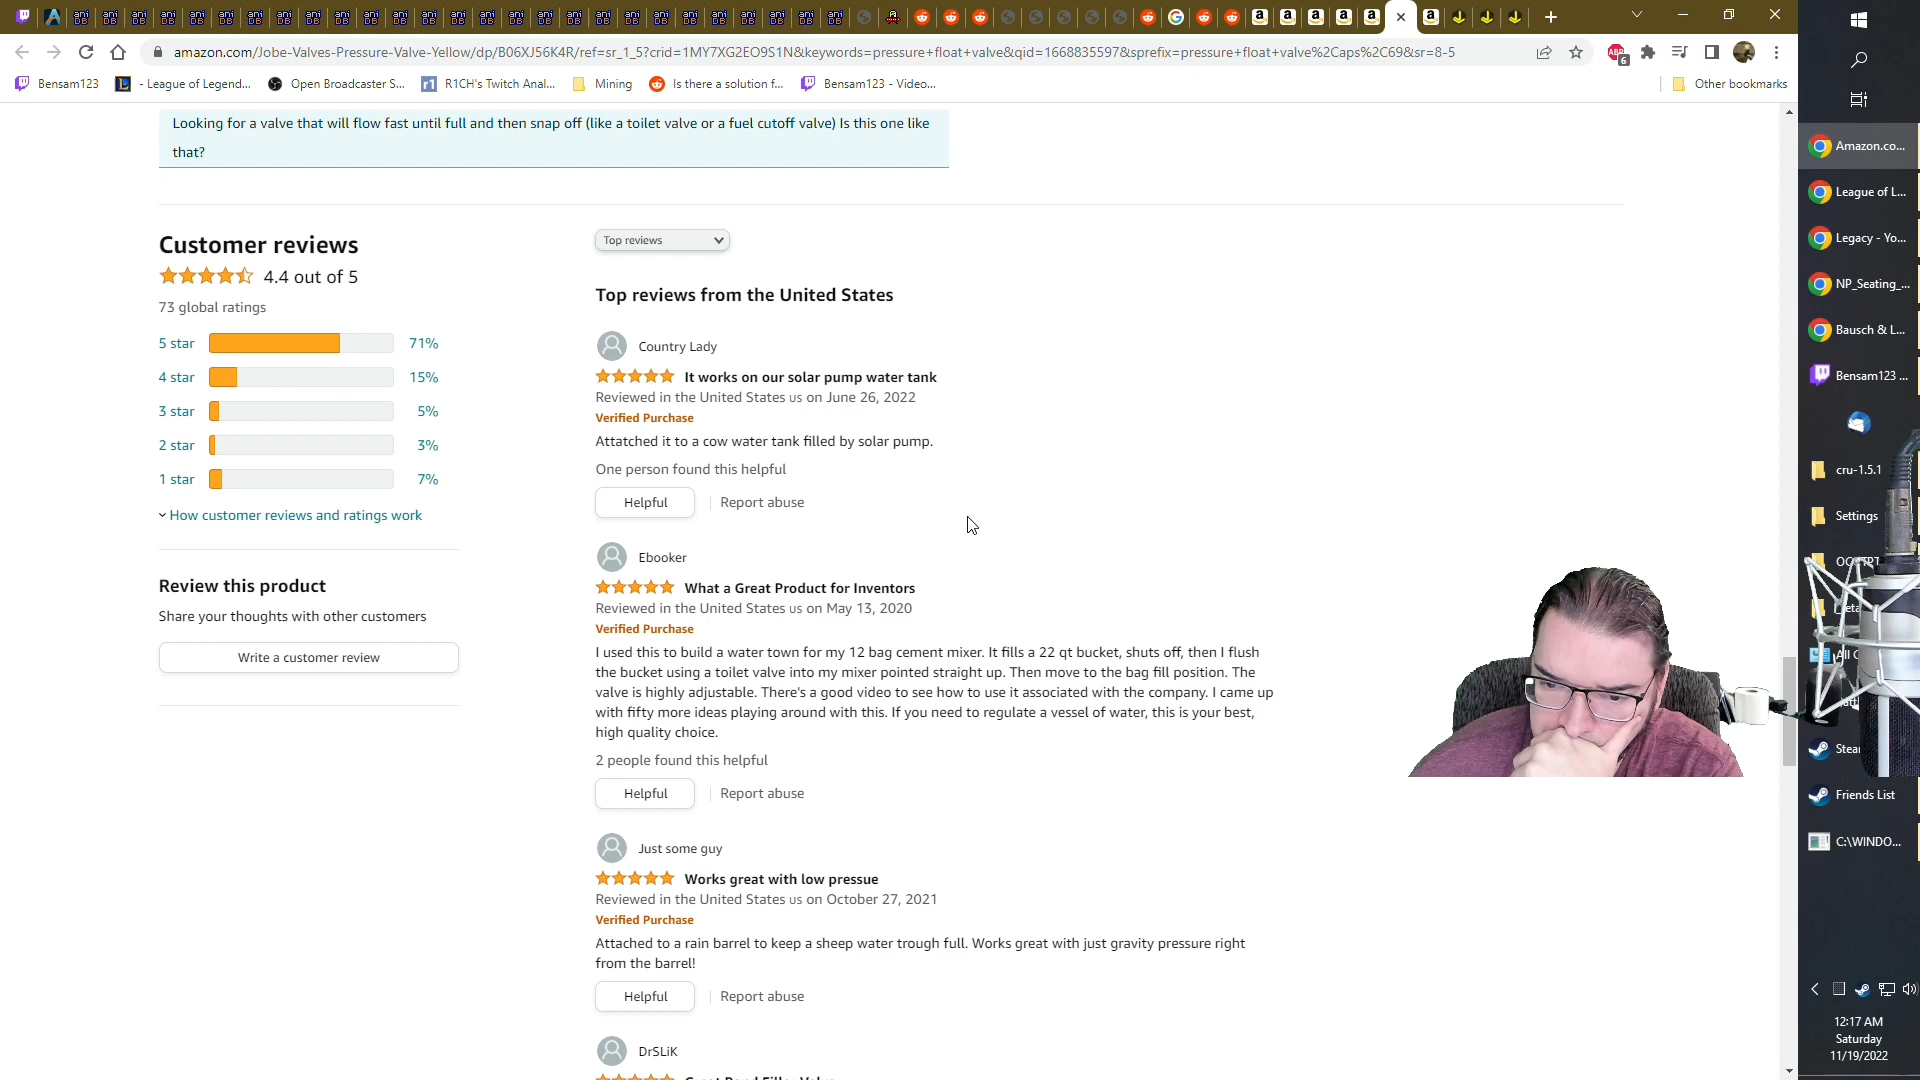 amazon.com/Jobe-Valves-Pressure-Valve-Yellow/dp/B06XJ56K4R/ref=sr_1_5?crid=1MY7XG2EO9S1N&keywords=pressure+float+valve&qid=1668835597&sprefix=pressure+float+valve%2Caps%2C69&sr=8-5
Bensam123
- League of Legend...
Open Broadcaster S...
R1CH's Twitch Anal...
Mining
Is there a solution f...
Bensam123 - Video...
Other bookmarks
Looking for a valve that will flow fast until full and then snap off (like a toilet valve or a fuel cutoff valve) Is this one like
that?
Customer reviews
4.4 out of 5
73 global ratings
5 star 71%
4 star 15%
3 star 5%
2 star 3%
1 star 7%
How customer reviews and ratings work
Review this product
Share your thoughts with other customers
Write a customer review
Top reviews
Top reviews from the United States
Country Lady
It works on our solar pump water tank
Reviewed in the United States us on June 26, 2022
Verified Purchase
Attatched it to a cow water tank filled by solar pump.
One person found this helpful
Helpful
Report abuse
Ebooker
What a Great Product for Inventors
Reviewed in the United States us on May 13, 2020
Verified Purchase
I used this to build a water town for my 12 bag cement mixer. It fills a 22 qt bucket, shuts off, then I flush
the bucket using a toilet valve into my mixer pointed straight up. Then move to the bag fill position. The
valve is highly adjustable. There's a good video to see how to use it associated with the company. I came up
with fifty more ideas playing around with this. If you need to regulate a vessel of water, this is your best,
high quality choice.
2 people found this helpful
Helpful
Report abuse
Just some guy
Works great with low pressue
Reviewed in the United States us on October 27, 2021
Verified Purchase
Attached to a rain barrel to keep a sheep water trough full. Works great with just gravity pressure right
from the barrel!
Helpful
Report abuse
DrSLiK
Amazon.co...
League of L...
Legacy - Yo...
NP_Seating_...
Bausch & L...
Bensam123 ...
cru-1.5.1
Settings
Friends List
C:\WINDO...
12:17 AM
Saturday
11/19/2022